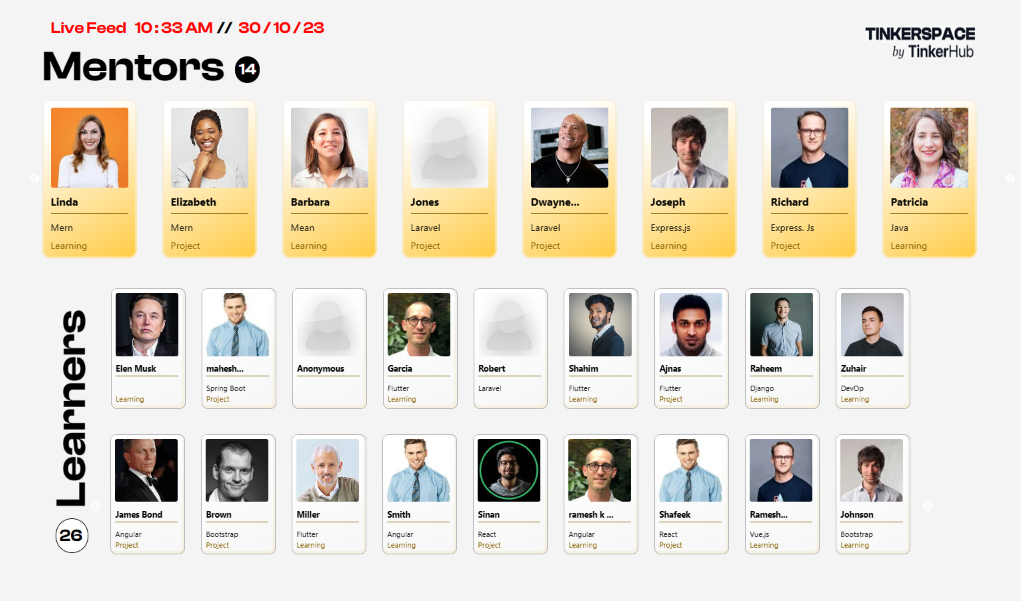 Live Feed 10:33 AM // 30/10/23
TINKERSPACE
by TinkerHub
Mentors 14
Linda
Mern
Learning
Elizabeth
Mern
Project
Barbara
Mean
Learning
Jones
Laravel
Project
Dwayne...
Laravel
Project
Joseph
Express.js
Learning
Richard
Express. Js
Project
Patricia
Java
Learning
Learners
26
Elen Musk
Learning
mahesh...
Spring Boot
Project
Anonymous
Garcia
Flutter
Learning
Robert
Laravel
Shahim
Flutter
Learning
Ajnas
Flutter
Project
Raheem
Django
Learning
Zuhair
DevOp
Learning
James Bond
Angular
Project
Brown
Bootstrap
Project
Miller
Flutter
Learning
Smith
Angular
Learning
Sinan
React
Project
ramesh k ...
Angular
Learning
Shafeek
React
Project
Ramesh...
Vue.js
Learning
Johnson
Bootstrap
Learning